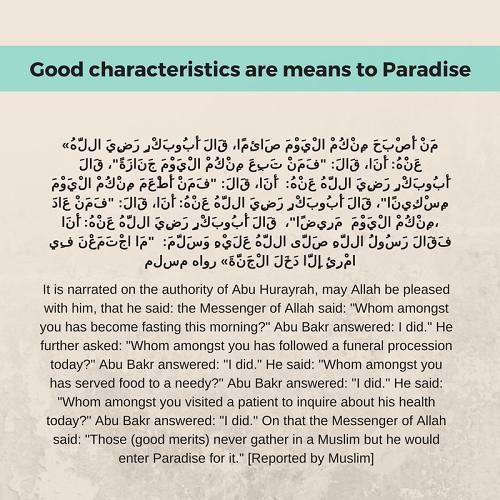 Good characteristics are means to Paradise
«مَنْ أَصْبَحَ مِنْكُمُ الْيَوْمَ صَائِمًا، قَالَ أَبُوبَكْرٍ رَضِيَ اللّهُ
عَنْهُ: أَنَا، قَالَ: "فَمَنْ تَبِعَ مِنْكُمُ الْيَوْمَ جَنَازَةً"، قَالَ
أَبُوبَكْرٍ رَضِيَ اللّهُ عَنْهُ: أَنَا، قَالَ: "فَمَنْ أَطْعَمَ مِنْكُمُ الْيَوْمَ
مِسْكِينًا"، قَالَ أَبُوبَكْرٍ رَضِيَ اللّهُ عَنْهُ: أَنَا، قَالَ: "فَمَنْ عَادَ
مِنْكُمُ الْيَوْمَ مَرِيضًا"، قَالَ أَبُوبَكْرٍ رَضِيَ اللّهُ عَنْهُ: أَنَا،
فَقَالَ رَسُولُ اللّهِ صَلَّى اللّهُ عَلَيْهِ وَسَلَّمَ: "مَا اجْتَمَعْنَ فِي
امْرِئٍ إِلَّا دَخَلَ الْجَنَّةَ» رواه مسلم
It is narrated on the authority of Abu Hurayrah, may Allah be pleased
with him, that he said: the Messenger of Allah said: "Whom amongst
you has become fasting this morning?" Abu Bakr answered: I did." He
further asked: "Whom amongst you has followed a funeral procession
today?" Abu Bakr answered: "I did." He said: "Whom amongst you
has served food to a needy?" Abu Bakr answered: "I did." He said:
"Whom amongst you visited a patient to inquire about his health
today?" Abu Bakr answered: "I did." On that the Messenger of Allah
said: "Those (good merits) never gather in a Muslim but he would
enter Paradise for it." [Reported by Muslim]